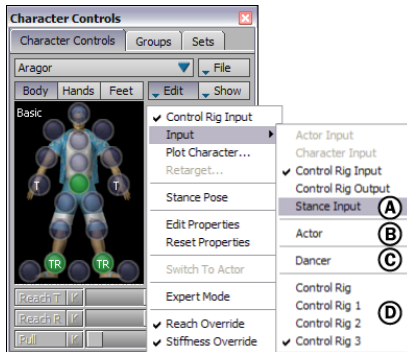 Character Controls
Character Controls Groups Sets
Aragor File
Body Hands Feet Edit Show
Basic
T T
TR TR
Reach T K
Reach R K
Pull K
✓ Control Rig Input
Input
Plot Character...
Retarget...
Stance Pose
Edit Properties
Reset Properties
Switch To Actor
Expert Mode
✓ Reach Override
✓ Stiffness Override
Actor Input
Character Input
✓ Control Rig Input
Control Rig Output
Stance Input A
Actor B
Dancer C
Control Rig
Control Rig 1
Control Rig 2
D
✓ Control Rig 3